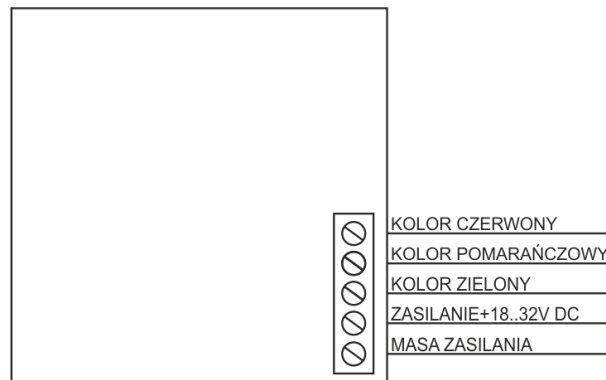 KOLOR CZERWONY
KOLOR POMARAŃCZOWY
KOLOR ZIELONY
ZASILANIE+18..32V DC
MASA ZASILANIA